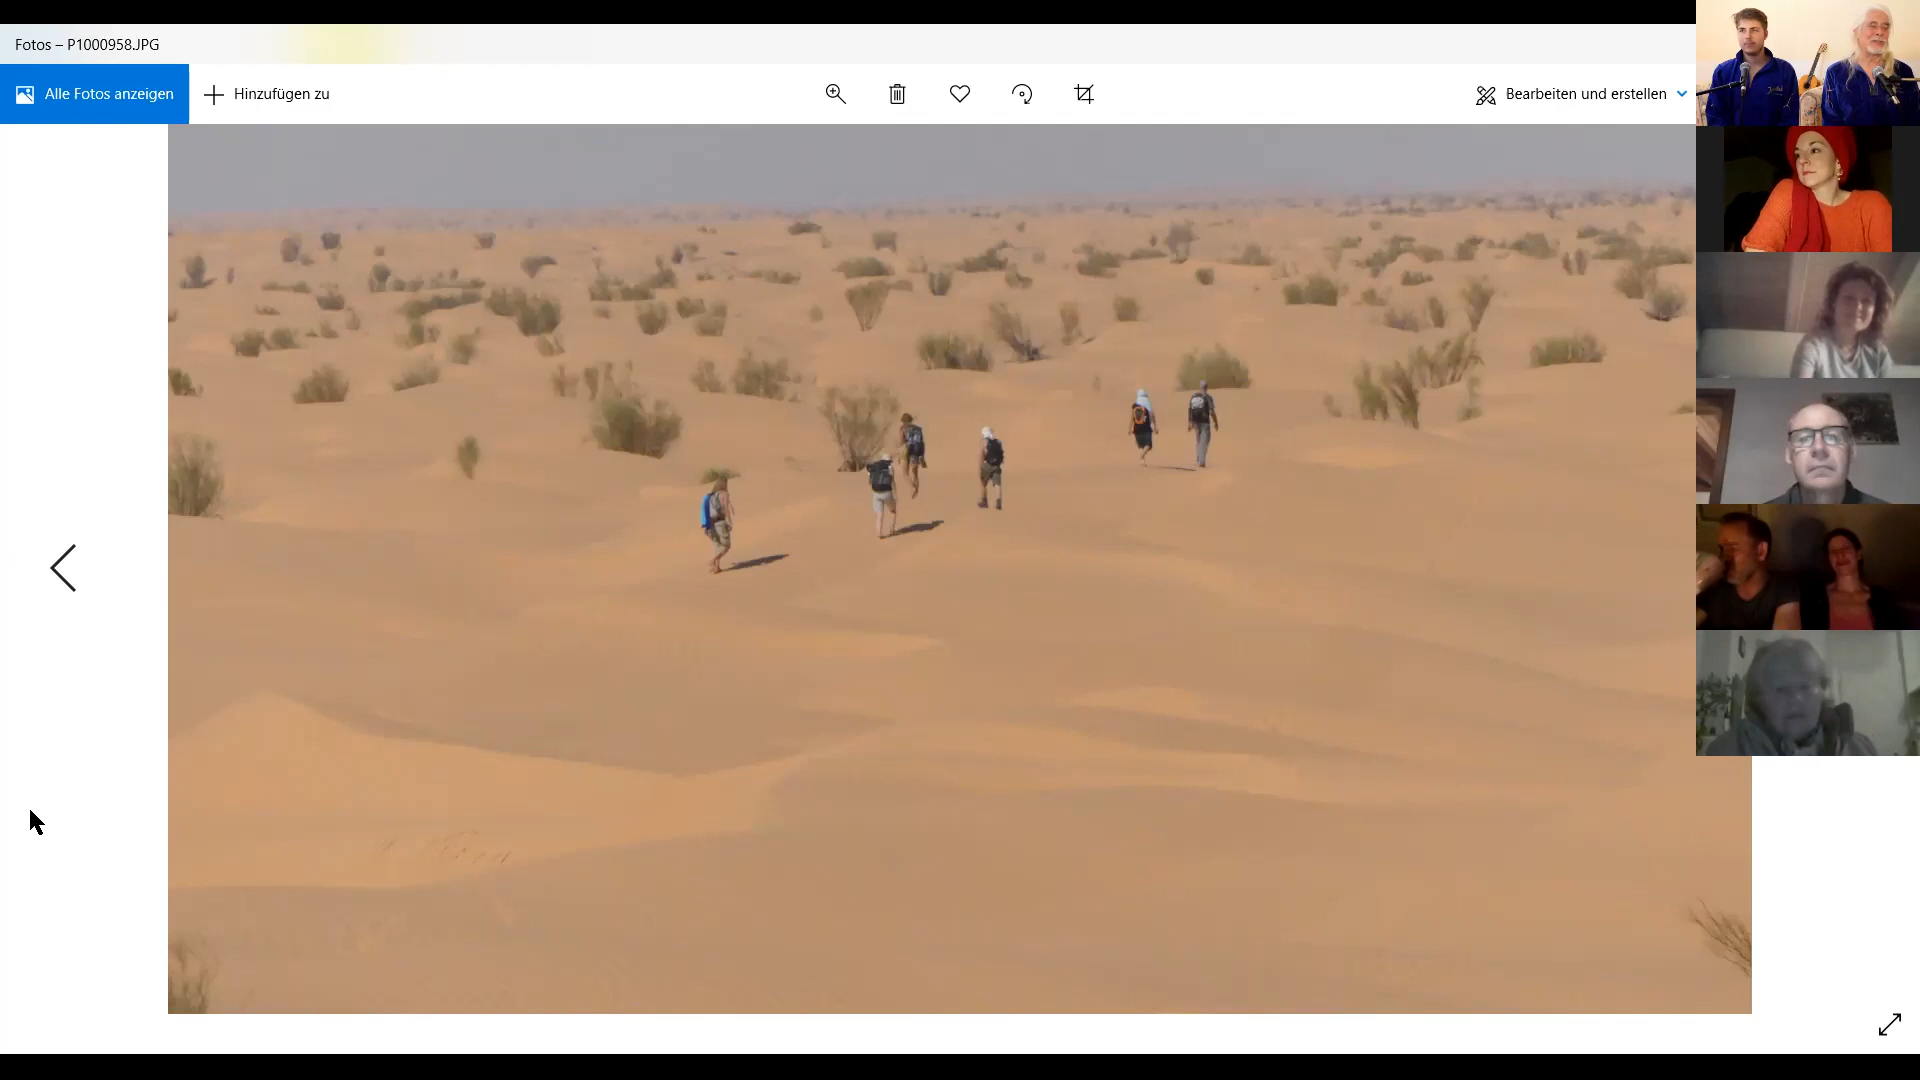 Fotos – P1000958.JPG
Alle Fotos anzeigen
Hinzufügen zu
Bearbeiten und erstellen